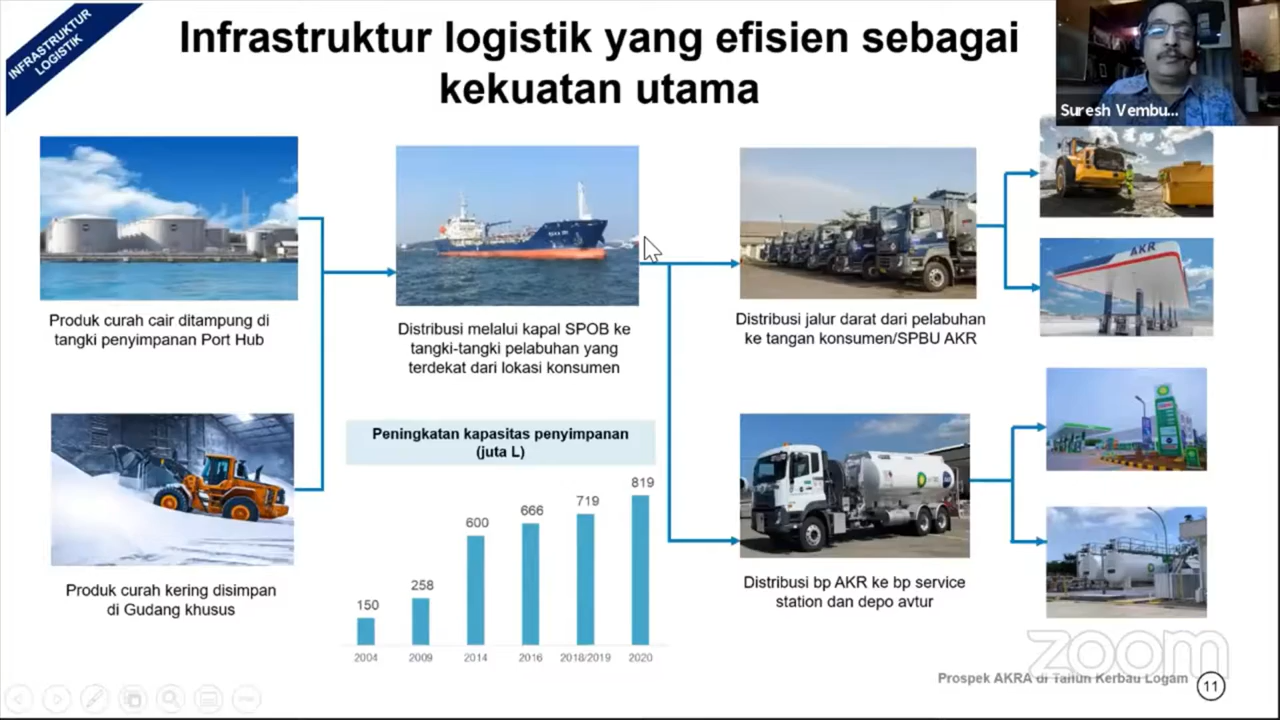 INFRASTRUKTUR
LOGISTIK
Infrastruktur logistik yang efisien sebagai
kekuatan utama
Suresh Vembu...
Produk curah cair ditampung di
tangki penyimpanan Port Hub
Distribusi melalui kapal SPOB ke
tangki-tangki pelabuhan yang
terdekat dari lokasi konsumen
Distribusi jalur darat dari pelabuhan
ke tangan konsumen/SPBU AKR
AKR
Produk curah kering disimpan
di Gudang khusus
Peningkatan kapasitas penyimpanan
(juta L)
150
258
600
666
719
819
2004
2009
2014
2016
2018/2019
2020
bp
Distribusi bp AKR ke bp service
station dan depo avtur
zoom
Prospek AKRA di Tahun Kerbau Logam
11